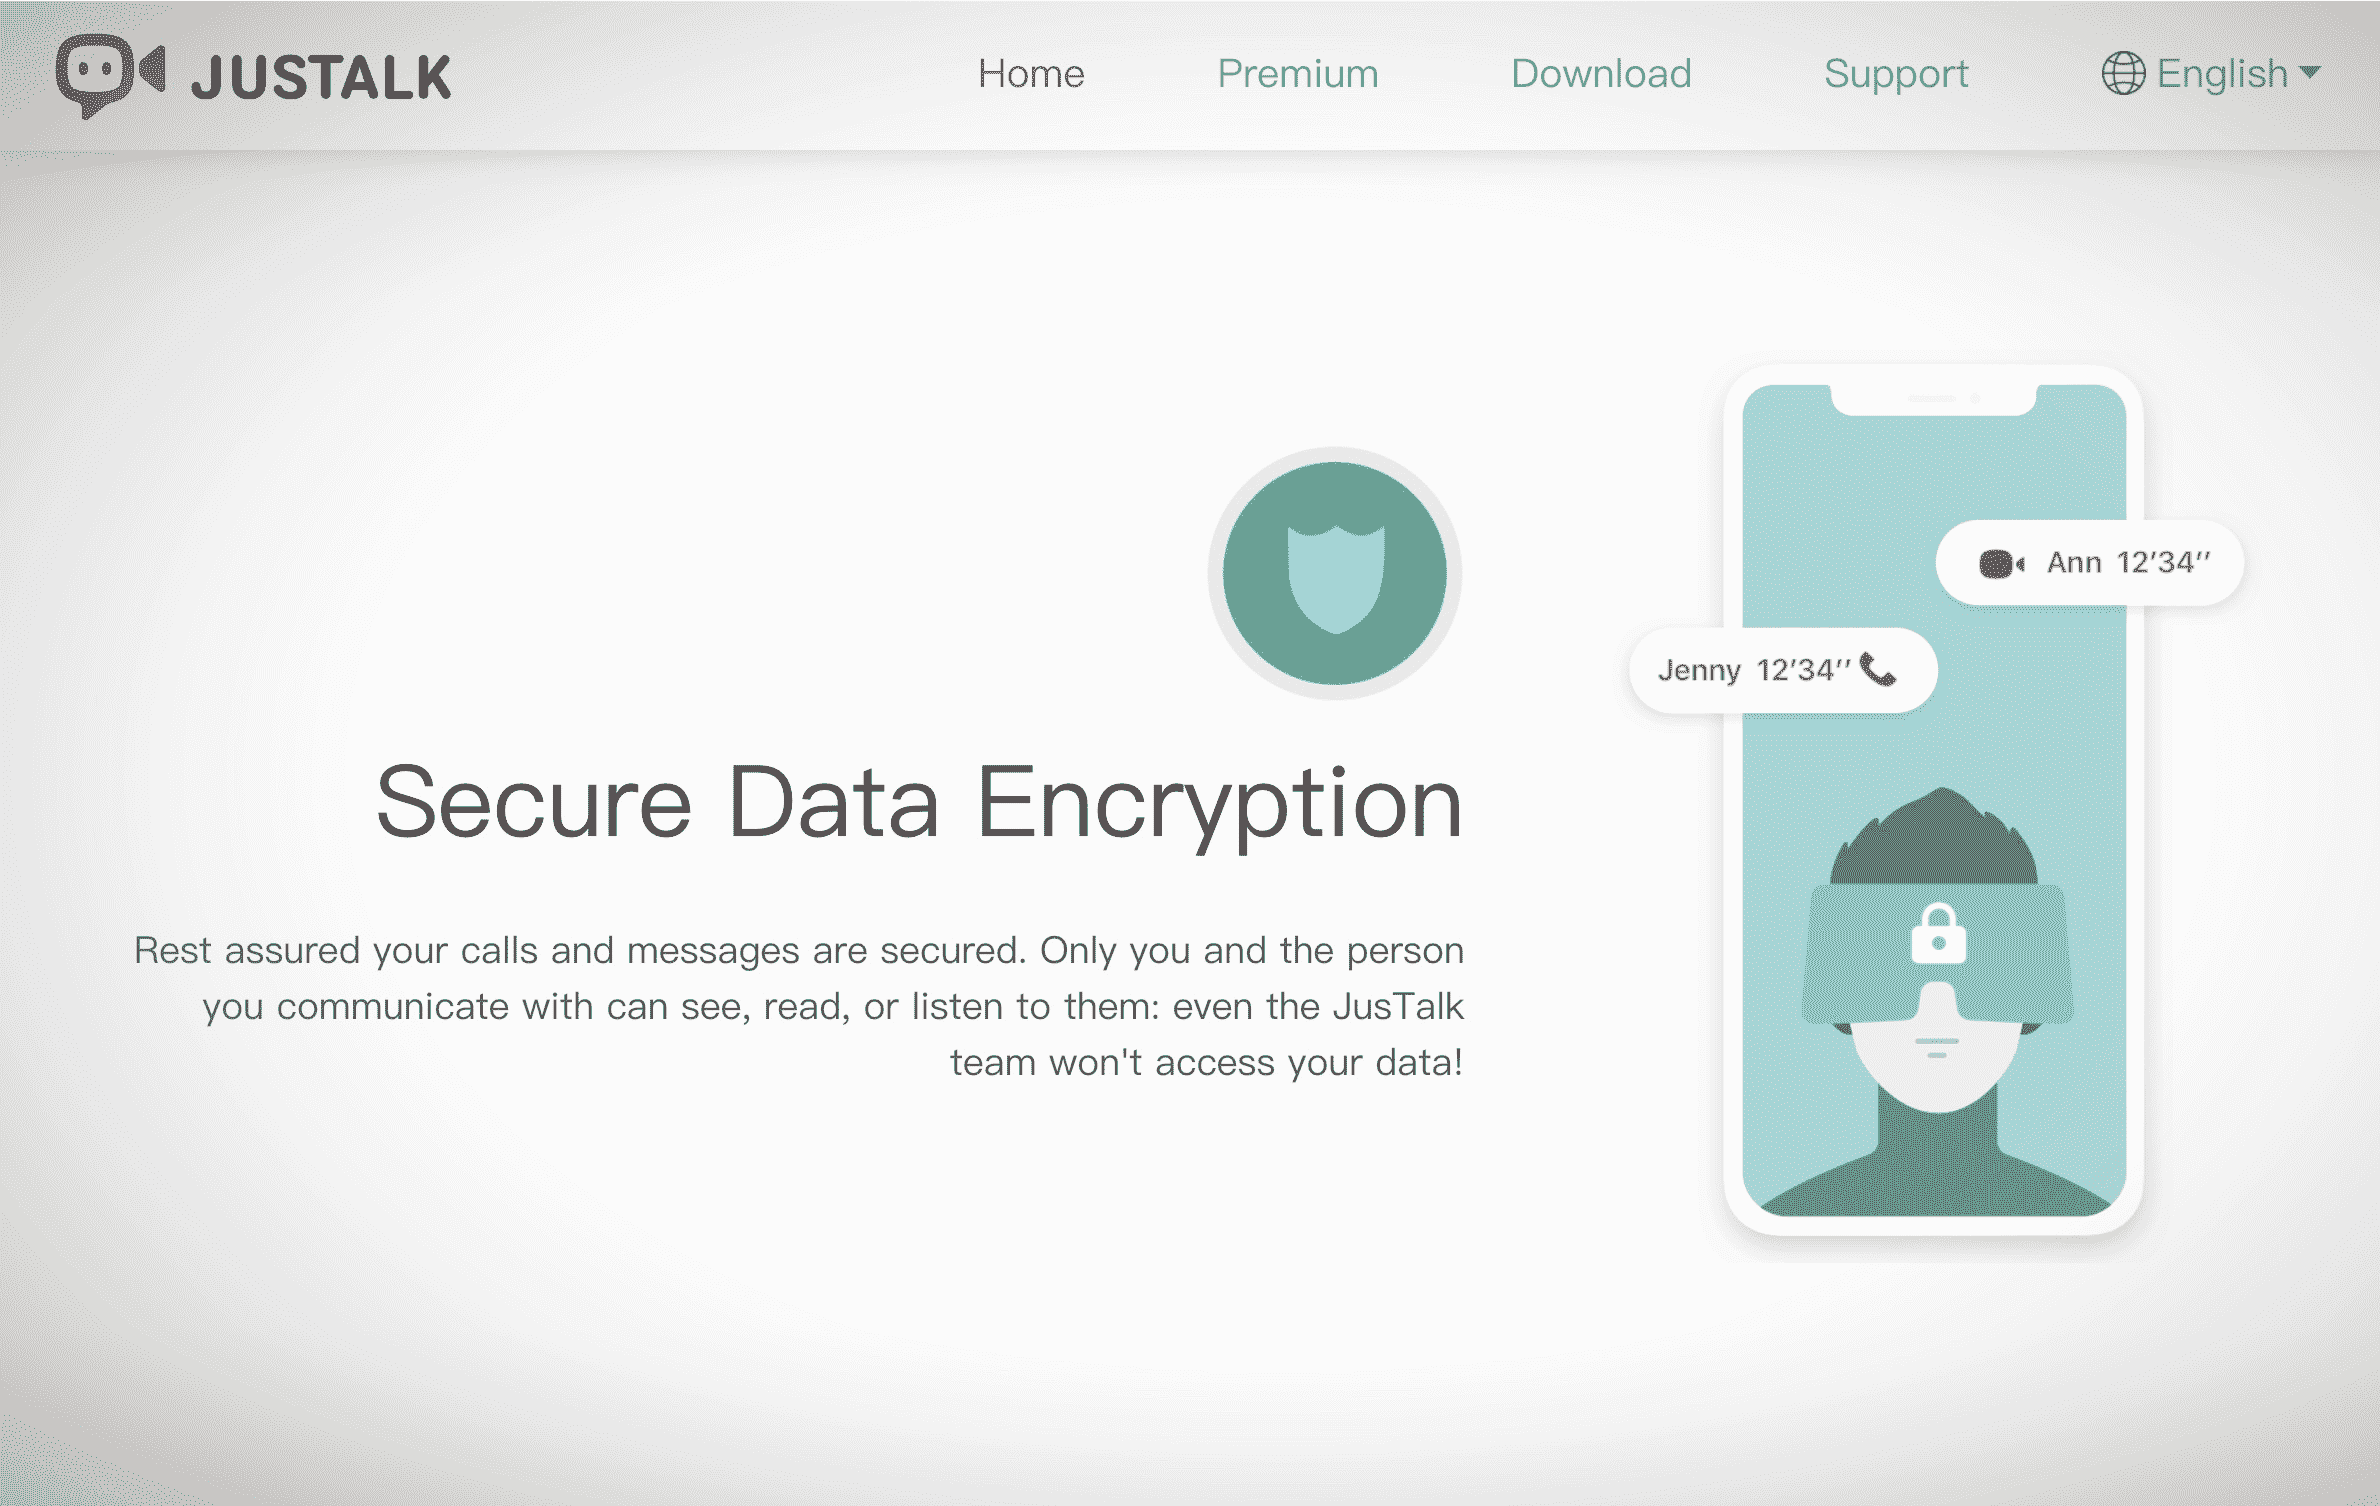 JUSTALK
Home Premium Download Support English
Ann 12'34''
Jenny 12'34''
Secure Data Encryption
Rest assured your calls and messages are secured. Only you and the person
you communicate with can see, read, or listen to them: even the JusTalk
team won't access your data!